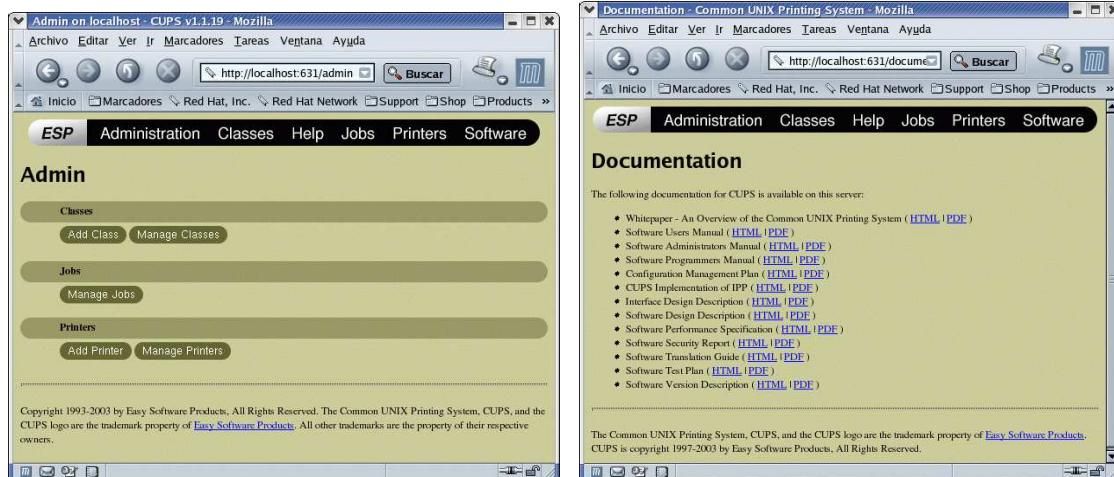 Admin on localhost - CUPS v1.1.19 - Mozilla
Archivo Editar Ver Ir Marcadores Tareas Ventana Ayuda
http://localhost:631/admin Buscar
Inicio Marcadores Red Hat, Inc. Red Hat Network Support Shop Products »
ESP Administration Classes Help Jobs Printers Software
Admin
Classes
Add Class Manage Classes
Jobs
Manage Jobs
Printers
Add Printer Manage Printers
Copyright 1993-2003 by Easy Software Products, All Rights Reserved. The Common UNIX Printing System, CUPS, and the
CUPS logo are the trademark property of Easy Software Products. All other trademarks are the property of their respective
owners.
Documentation - Common UNIX Printing System - Mozilla
Archivo Editar Ver Ir Marcadores Tareas Ventana Ayuda
http://localhost:631/docume Buscar
Inicio Marcadores Red Hat, Inc. Red Hat Network Support Shop Products »
ESP Administration Classes Help Jobs Printers Software
Documentation
The following documentation for CUPS is available on this server:
Whitepaper - An Overview of the Common UNIX Printing System ( HTML | PDF )
Software Users Manual ( HTML | PDF )
Software Administrators Manual ( HTML | PDF )
Software Programmers Manual ( HTML | PDF )
Configuration Management Plan ( HTML | PDF )
CUPS Implementation of IPP ( HTML | PDF )
Interface Design Description ( HTML | PDF )
Software Design Description ( HTML | PDF )
Software Performance Specification ( HTML | PDF )
Software Security Report ( HTML | PDF )
Software Translation Guide ( HTML | PDF )
Software Test Plan ( HTML | PDF )
Software Version Description ( HTML | PDF )
The Common UNIX Printing System, CUPS, and the CUPS logo are the trademark property of Easy Software Products.
CUPS is copyright 1997-2003 by Easy Software Products, All Rights Reserved.